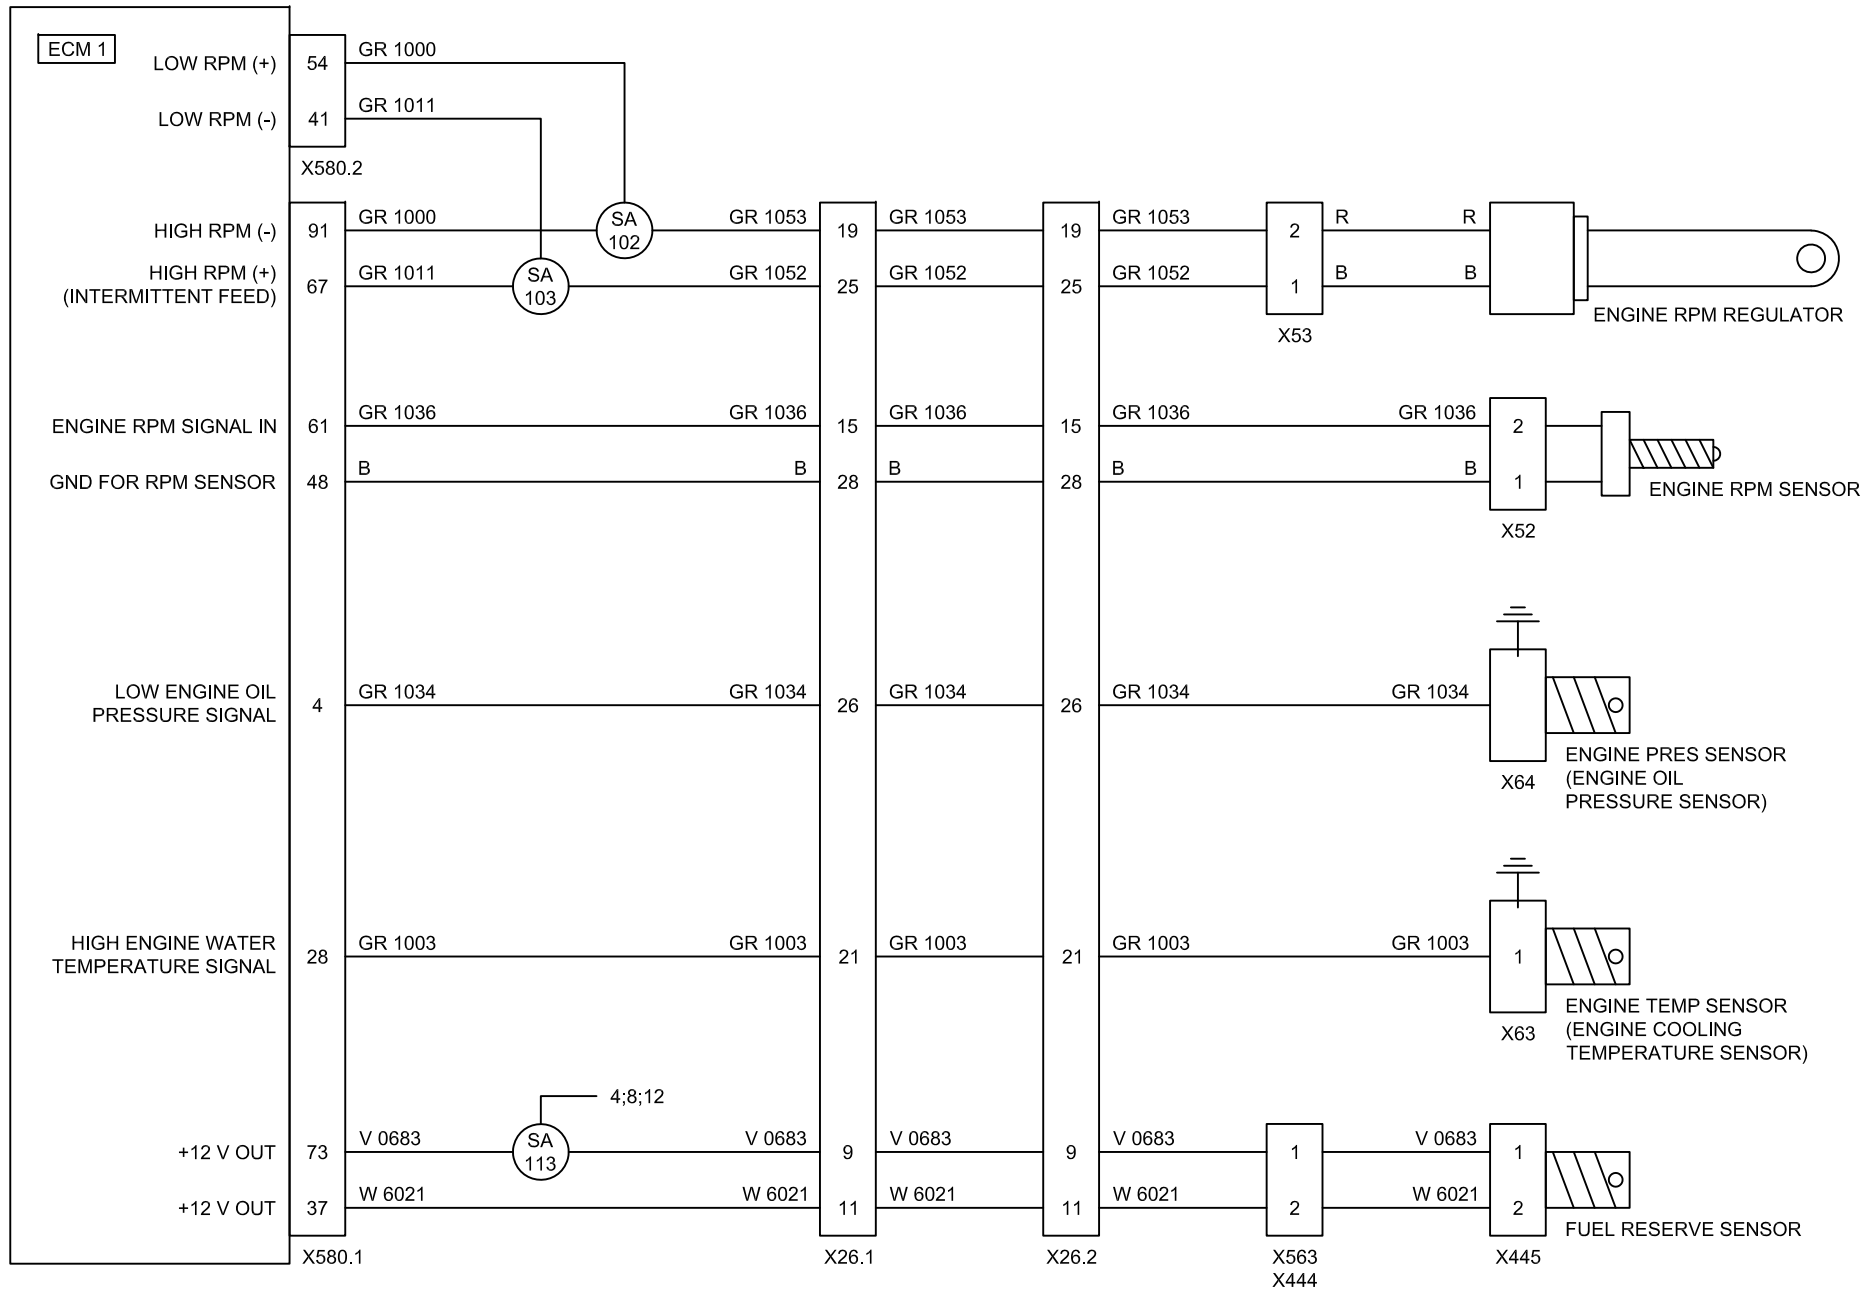 ECM 1
LOW RPM (+)
54
GR 1000
LOW RPM (-)
41
GR 1011
X580.2
HIGH RPM (-)
91
GR 1000
SA
102
GR 1053
19
GR 1053
19
GR 1053
2
R
R
HIGH RPM (+)
(INTERMITTENT FEED)
67
GR 1011
SA
103
GR 1052
25
GR 1052
25
GR 1052
1
B
B
X53
ENGINE RPM REGULATOR
ENGINE RPM SIGNAL IN
61
GR 1036
GR 1036
15
GR 1036
15
GR 1036
GR 1036
2
GND FOR RPM SENSOR
48
B
B
28
B
28
B
B
1
ENGINE RPM SENSOR
X52
LOW ENGINE OIL
PRESSURE SIGNAL
4
GR 1034
GR 1034
26
GR 1034
26
GR 1034
GR 1034
X64
ENGINE PRES SENSOR
(ENGINE OIL
PRESSURE SENSOR)
HIGH ENGINE WATER
TEMPERATURE SIGNAL
28
GR 1003
GR 1003
21
GR 1003
21
GR 1003
GR 1003
1
X63
ENGINE TEMP SENSOR
(ENGINE COOLING
TEMPERATURE SENSOR)
4;8;12
+12 V OUT
73
V 0683
SA
113
V 0683
9
V 0683
9
V 0683
1
V 0683
1
+12 V OUT
37
W 6021
W 6021
11
W 6021
11
W 6021
2
W 6021
2
FUEL RESERVE SENSOR
X580.1
X26.1
X26.2
X563
X444
X445